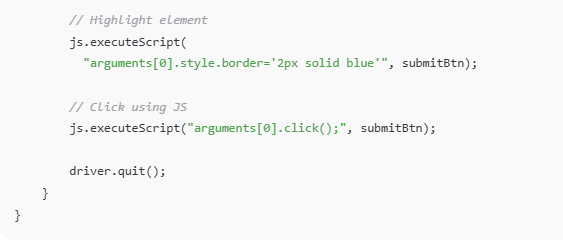 // Highlight element
js.executeScript(
"arguments[0].style.border='2px solid blue'", submitBtn);
// Click using JS
js.executeScript("arguments[0].click();", submitBtn);
driver.quit();
}
}